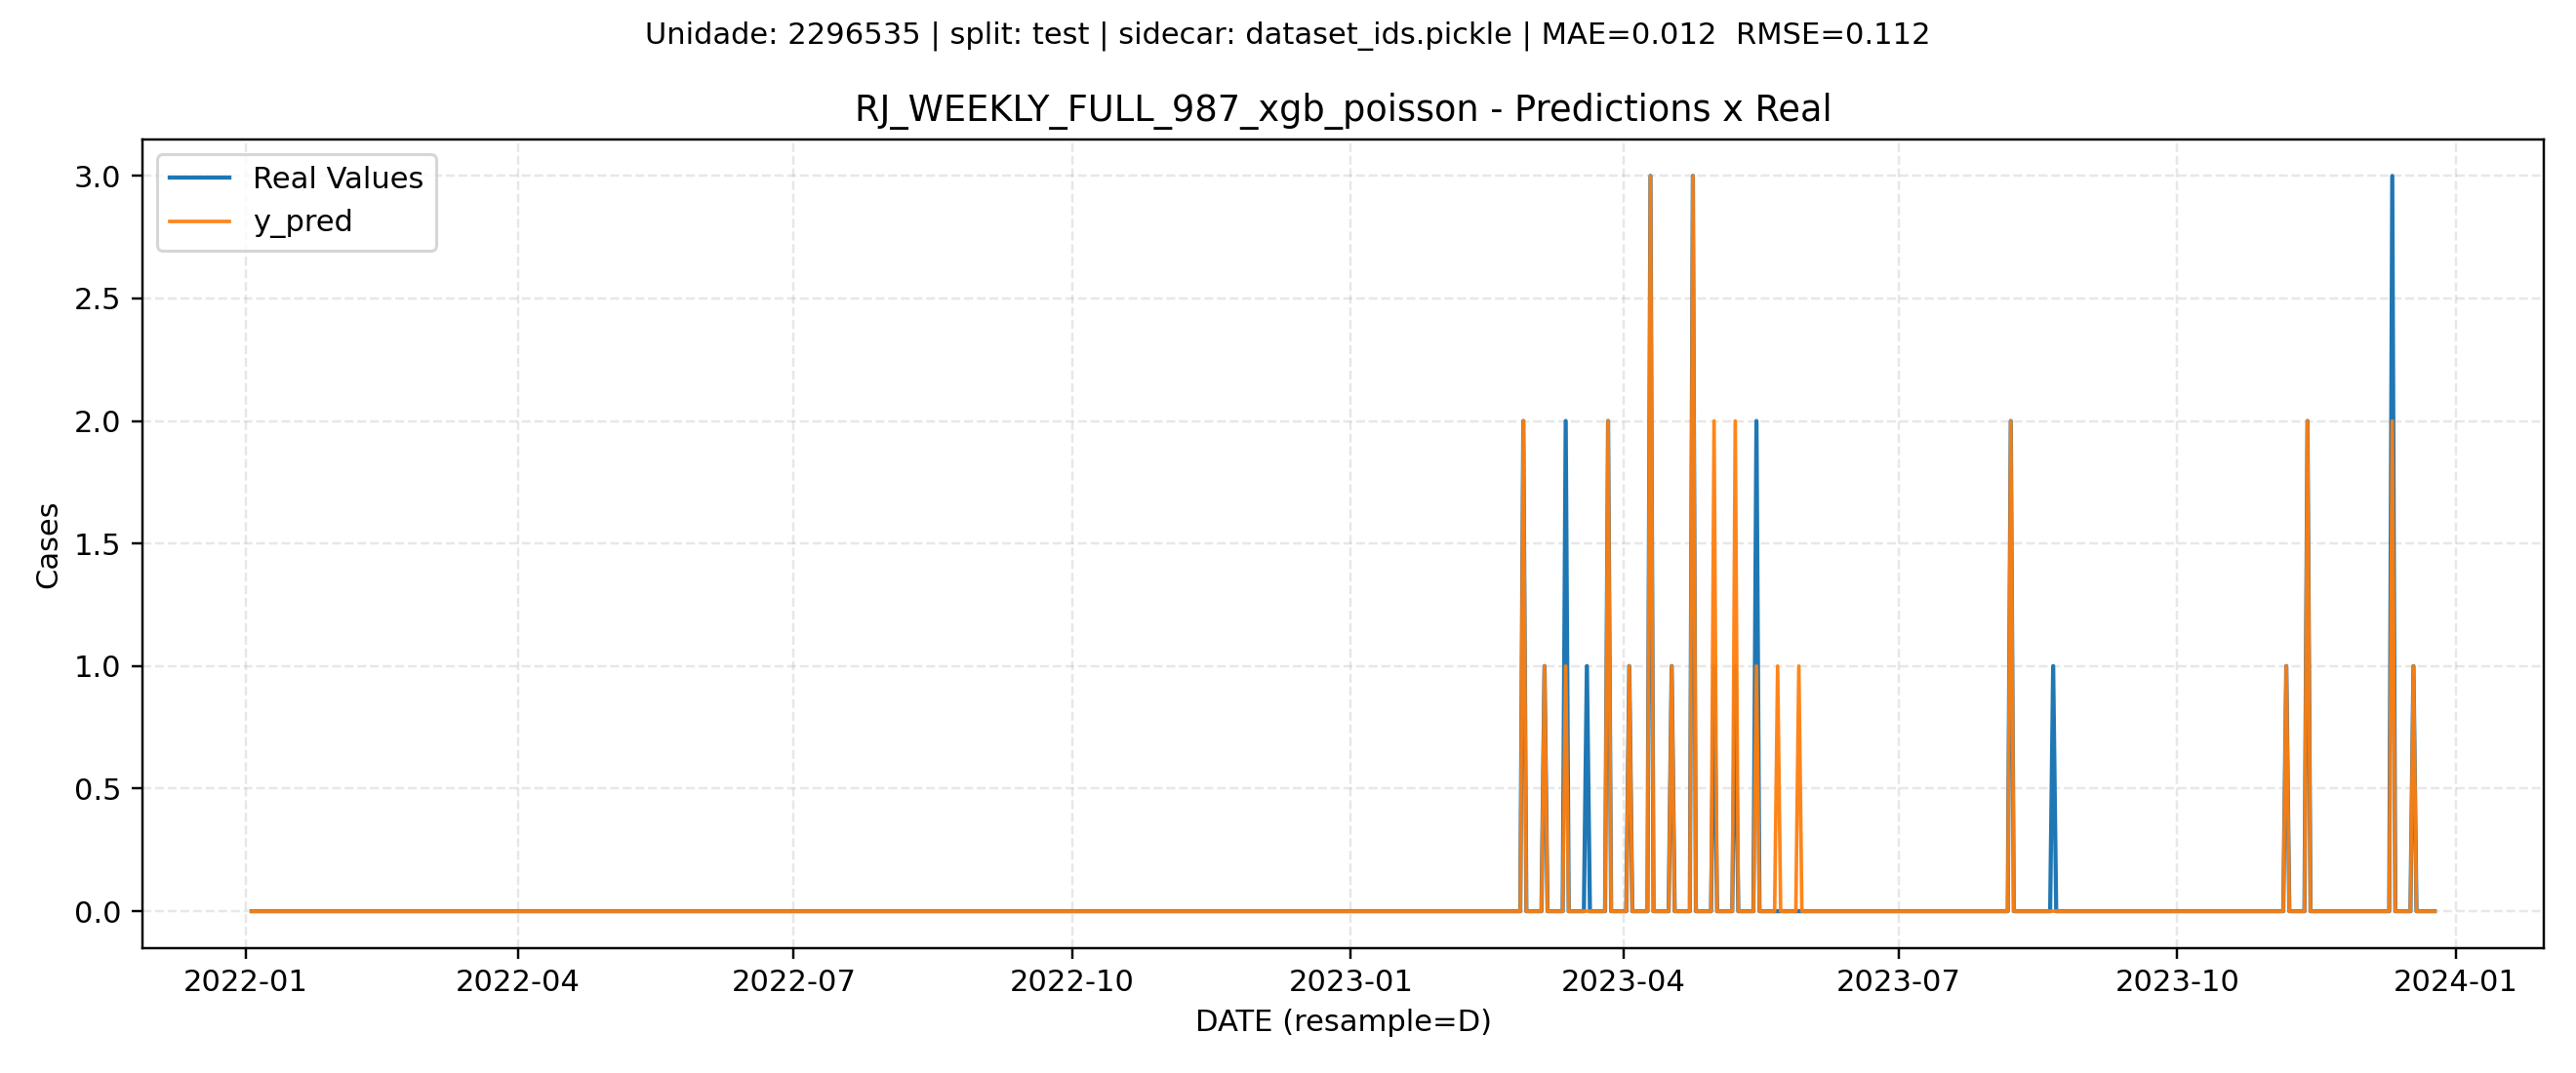 Unidade: 2296535 | split: test | sidecar: dataset_ids.pickle | MAE=0.012  RMSE=0.112
RJ_WEEKLY_FULL_987_xgb_poisson - Predictions x Real
Real Values
y_pred
3.0
2.5
2.0
1.5
1.0
0.5
0.0
Cases
2022-01 2022-04 2022-07 2022-10 2023-01 2023-04 2023-07 2023-10 2024-01
DATE (resample=D)